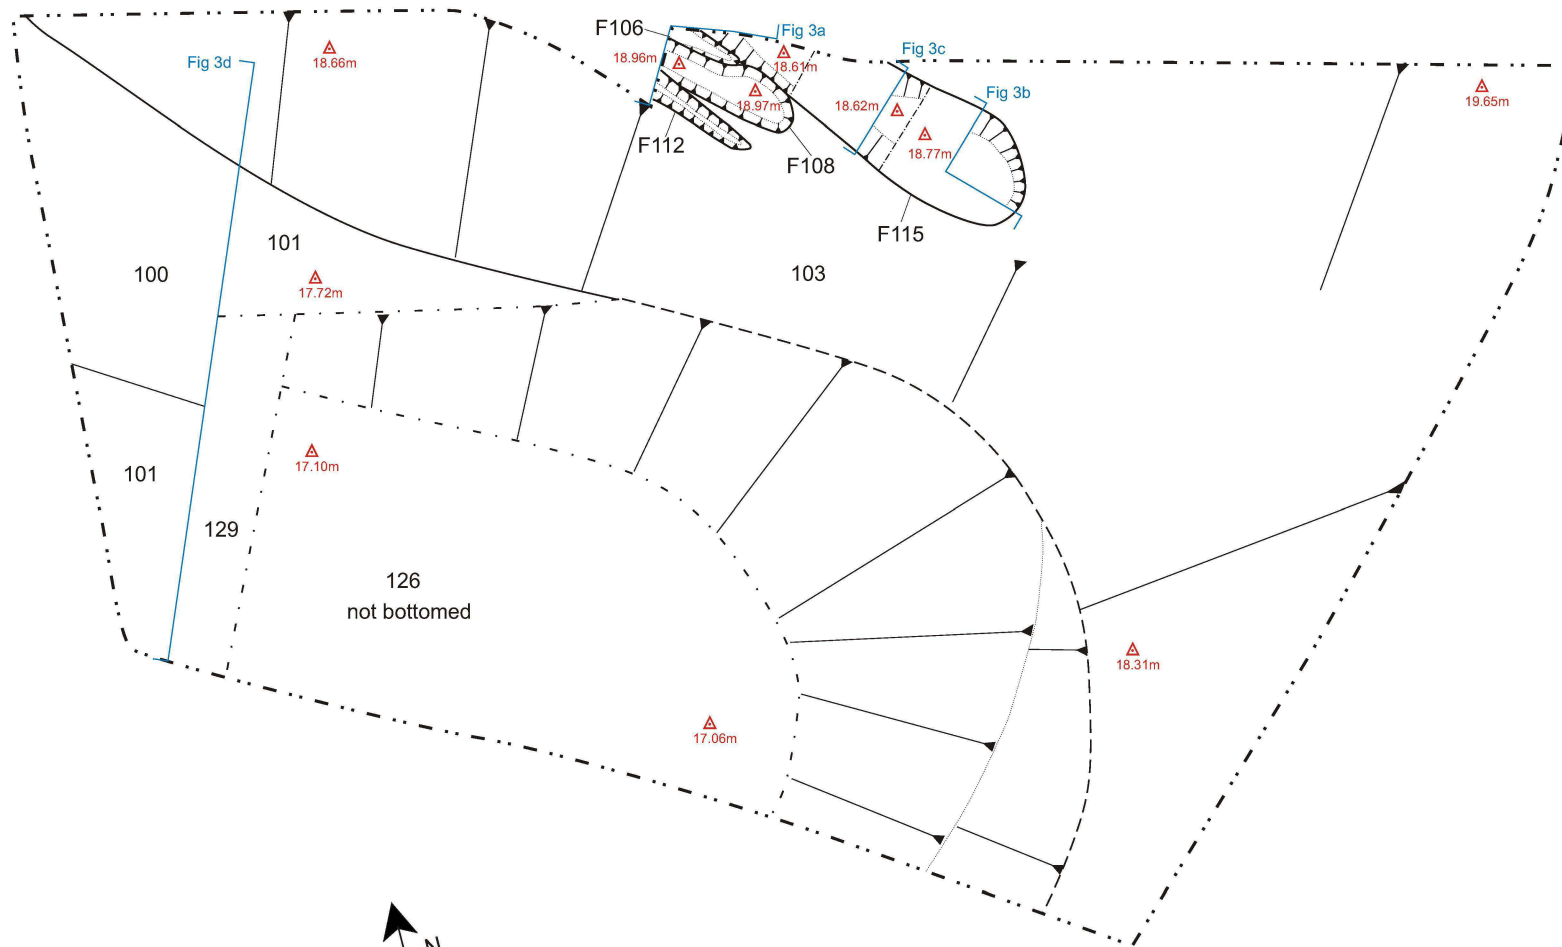 F106
Fig 3a
Fig 3c
Fig 3d
18.66m
18.96m
18.61m
Fig 3b
19.65m
18.97m
18.62m
F112
18.77m
F108
F115
101
100
103
17.72m
17.10m
101
129
126
not bottomed
18.31m
17.06m
N